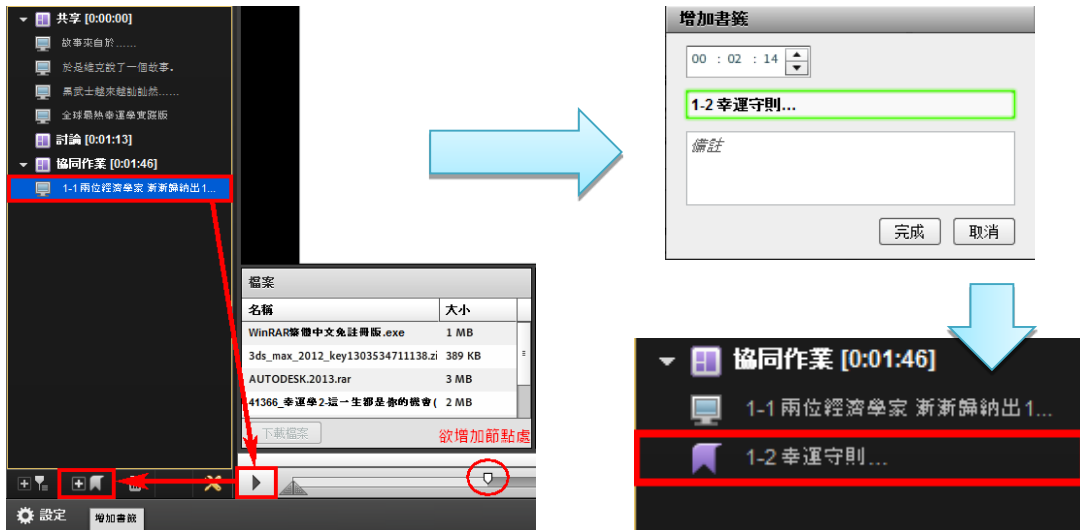 共享 [0:00:00]
故事來自於……
於是維克說了一個故事.
黑武士越來越訕訕然……
全球最熱幸運學實踐版
討論 [0:01:13]
協同作業 [0:01:46]
1-1 兩位經濟學家 漸漸歸納出1...
檔案
名稱 大小
WinRAR繁體中文免註冊版.exe 1 MB
3ds_max_2012_key1303534711138.zi 389 KB
AUTODESK.2013.rar 3 MB
41366_幸運學2-這一生都是你的機會( 2 MB
下載檔案
欲增加節點處
設定
增加書籤
增加書籤
00 : 02 : 14
1-2 幸運守則...
備註
完成 取消
協同作業 [0:01:46]
1-1 兩位經濟學家 漸漸歸納出1...
1-2 幸運守則...